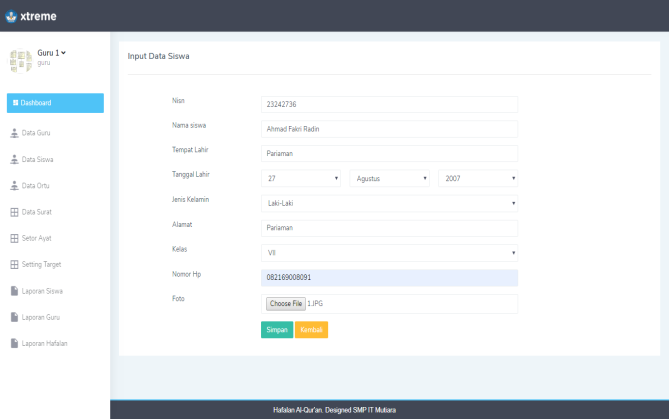 xtreme
Guru 1
guru
Dashboard
Data Guru
Data Siswa
Data Ortu
Data Surat
Setor Ayat
Setting Target
Laporan Siswa
Laporan Guru
Laporan Hafalan
Input Data Siswa
Nisn 23242736
Nama siswa Ahmad Fakri Radin
Tempat Lahir Pariaman
Tanggal Lahir 27 Agustus 2007
Jenis Kelamin Laki-Laki
Alamat Pariaman
Kelas VII
Nomor Hp 082169008091
Foto Choose File 1.JPG
Simpan Kembali
Hafalan Al-Qur'an. Designed SMP IT Mutiara